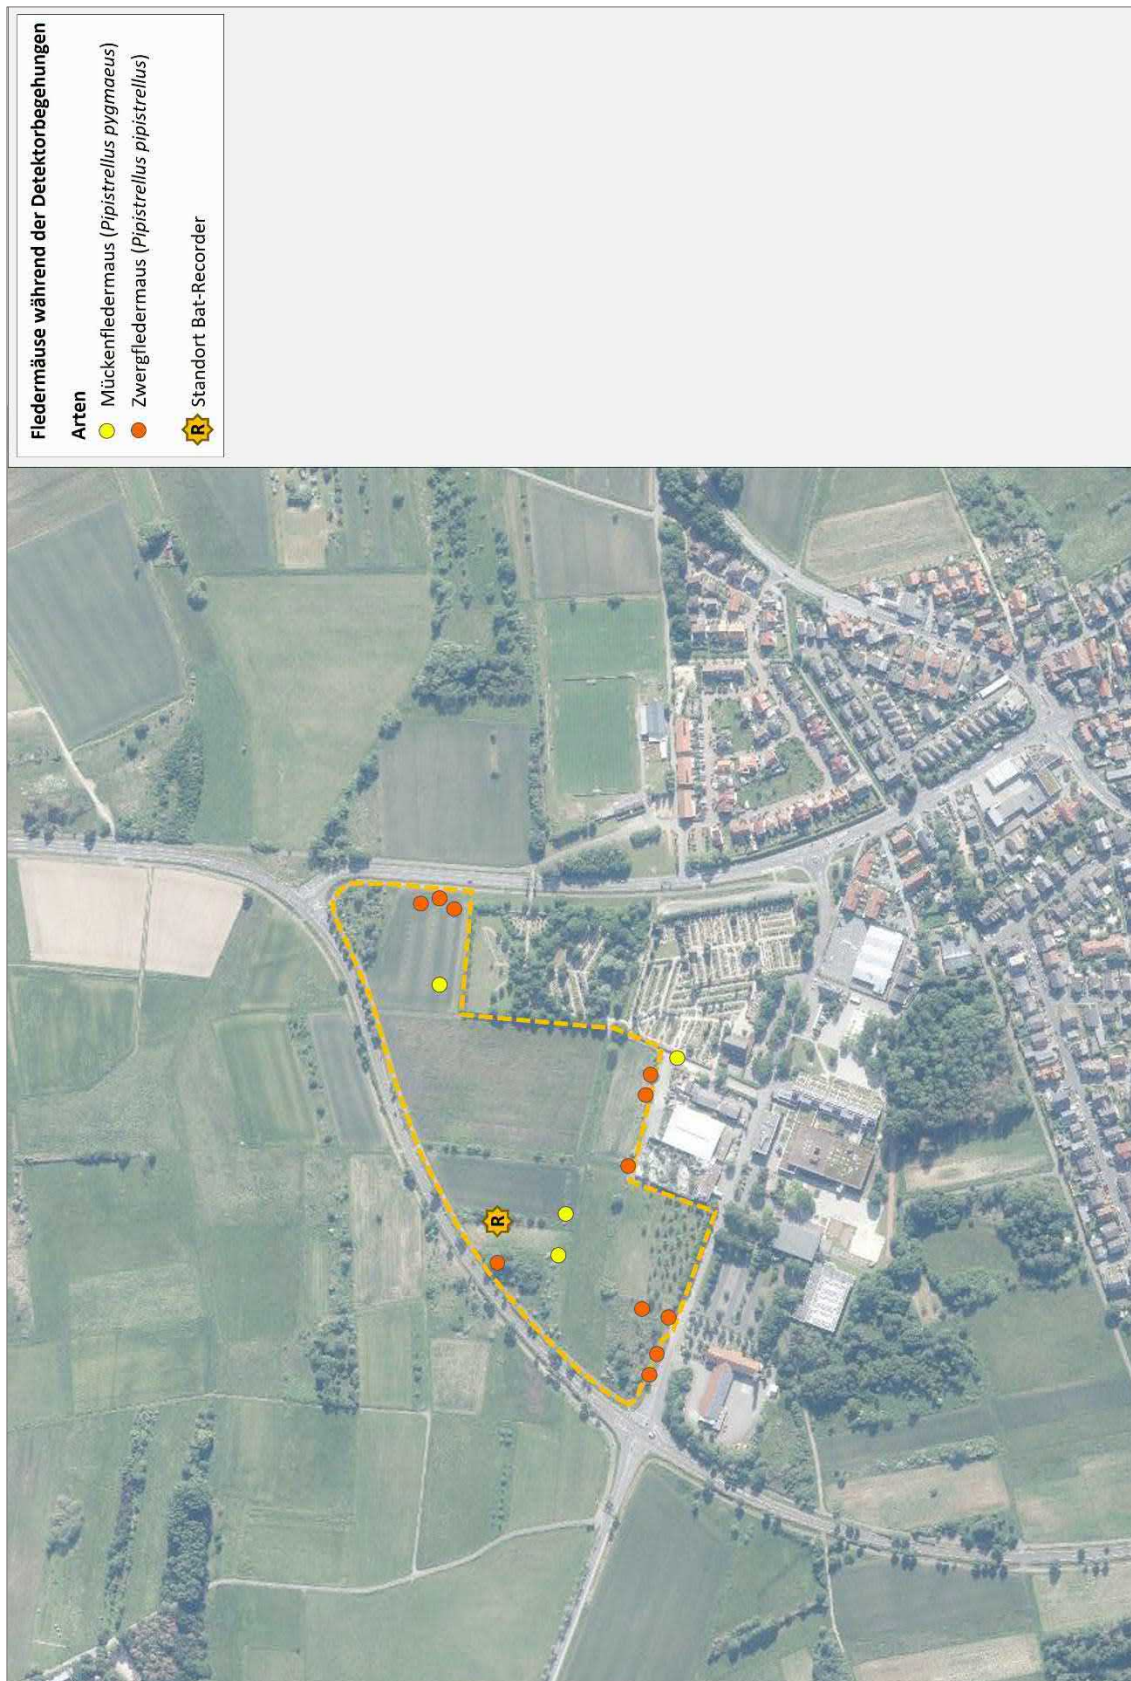 Fledermäuse während der Detektorbegehungen
Arten
Mückenfledermaus (Pipistrellus pygmaeus)
Zwergfledermaus (Pipistrellus pipistrellus)
R Standort Bat-Recorder
R